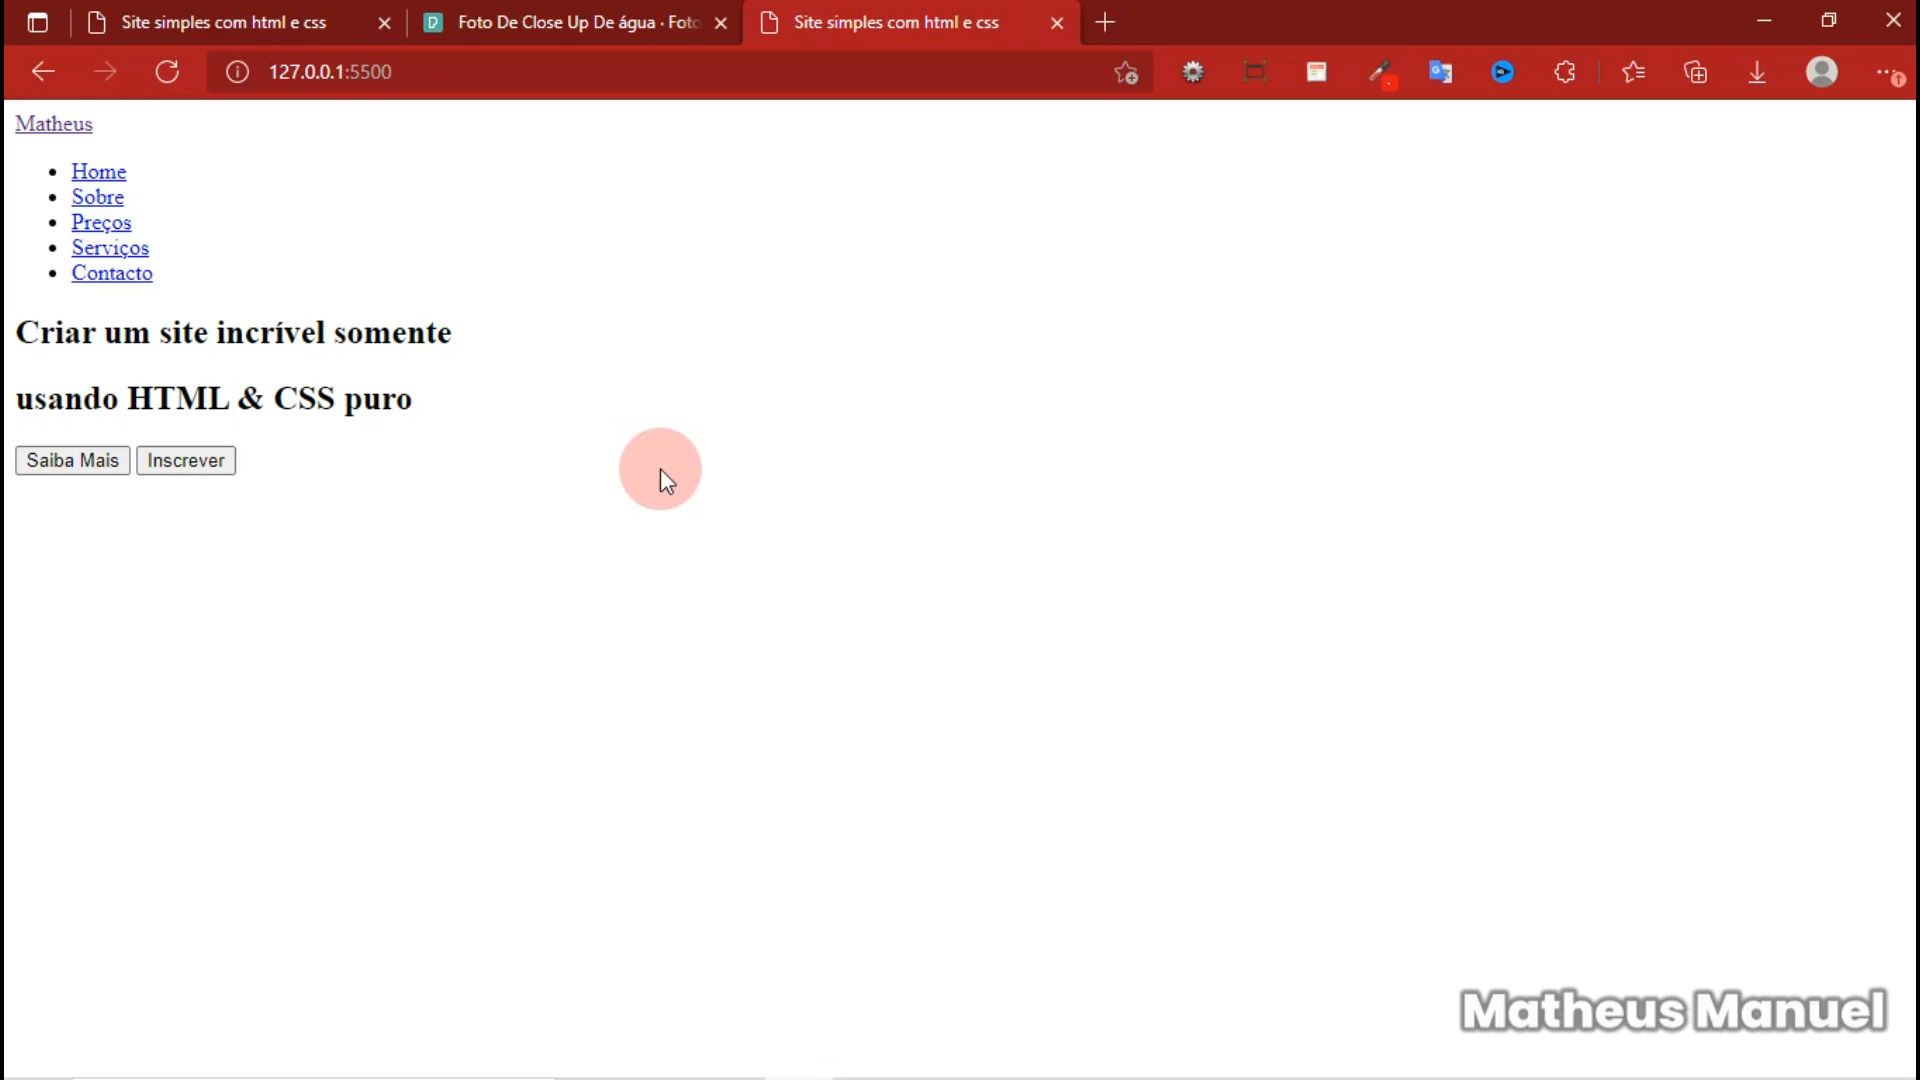 Site simples com html e css
Foto De Close Up De água · Foto
Site simples com html e css
127.0.0.1:5500
Matheus
Home
Sobre
Preços
Serviços
Contacto
Criar um site incrível somente
usando HTML & CSS puro
Saiba Mais Inscrever
Matheus Manuel